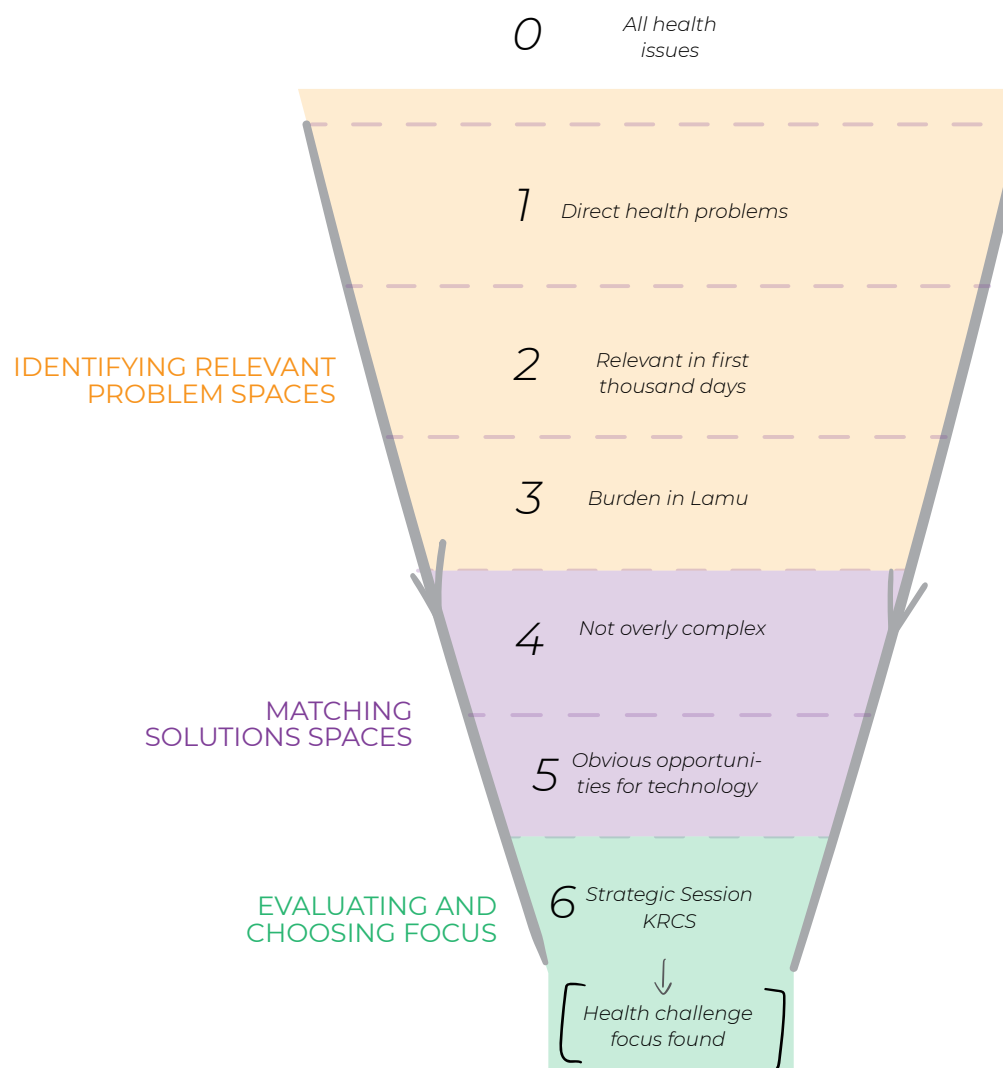 0
All health
issues
1
Direct health problems
2
Relevant in first
thousand days
IDENTIFYING RELEVANT
PROBLEM SPACES
3
Burden in Lamu
4
Not overly complex
MATCHING
SOLUTIONS SPACES
5
Obvious opportuni-
ties for technology
6
Strategic Session
KRCS
EVALUATING AND
CHOOSING FOCUS
Health challenge
focus found